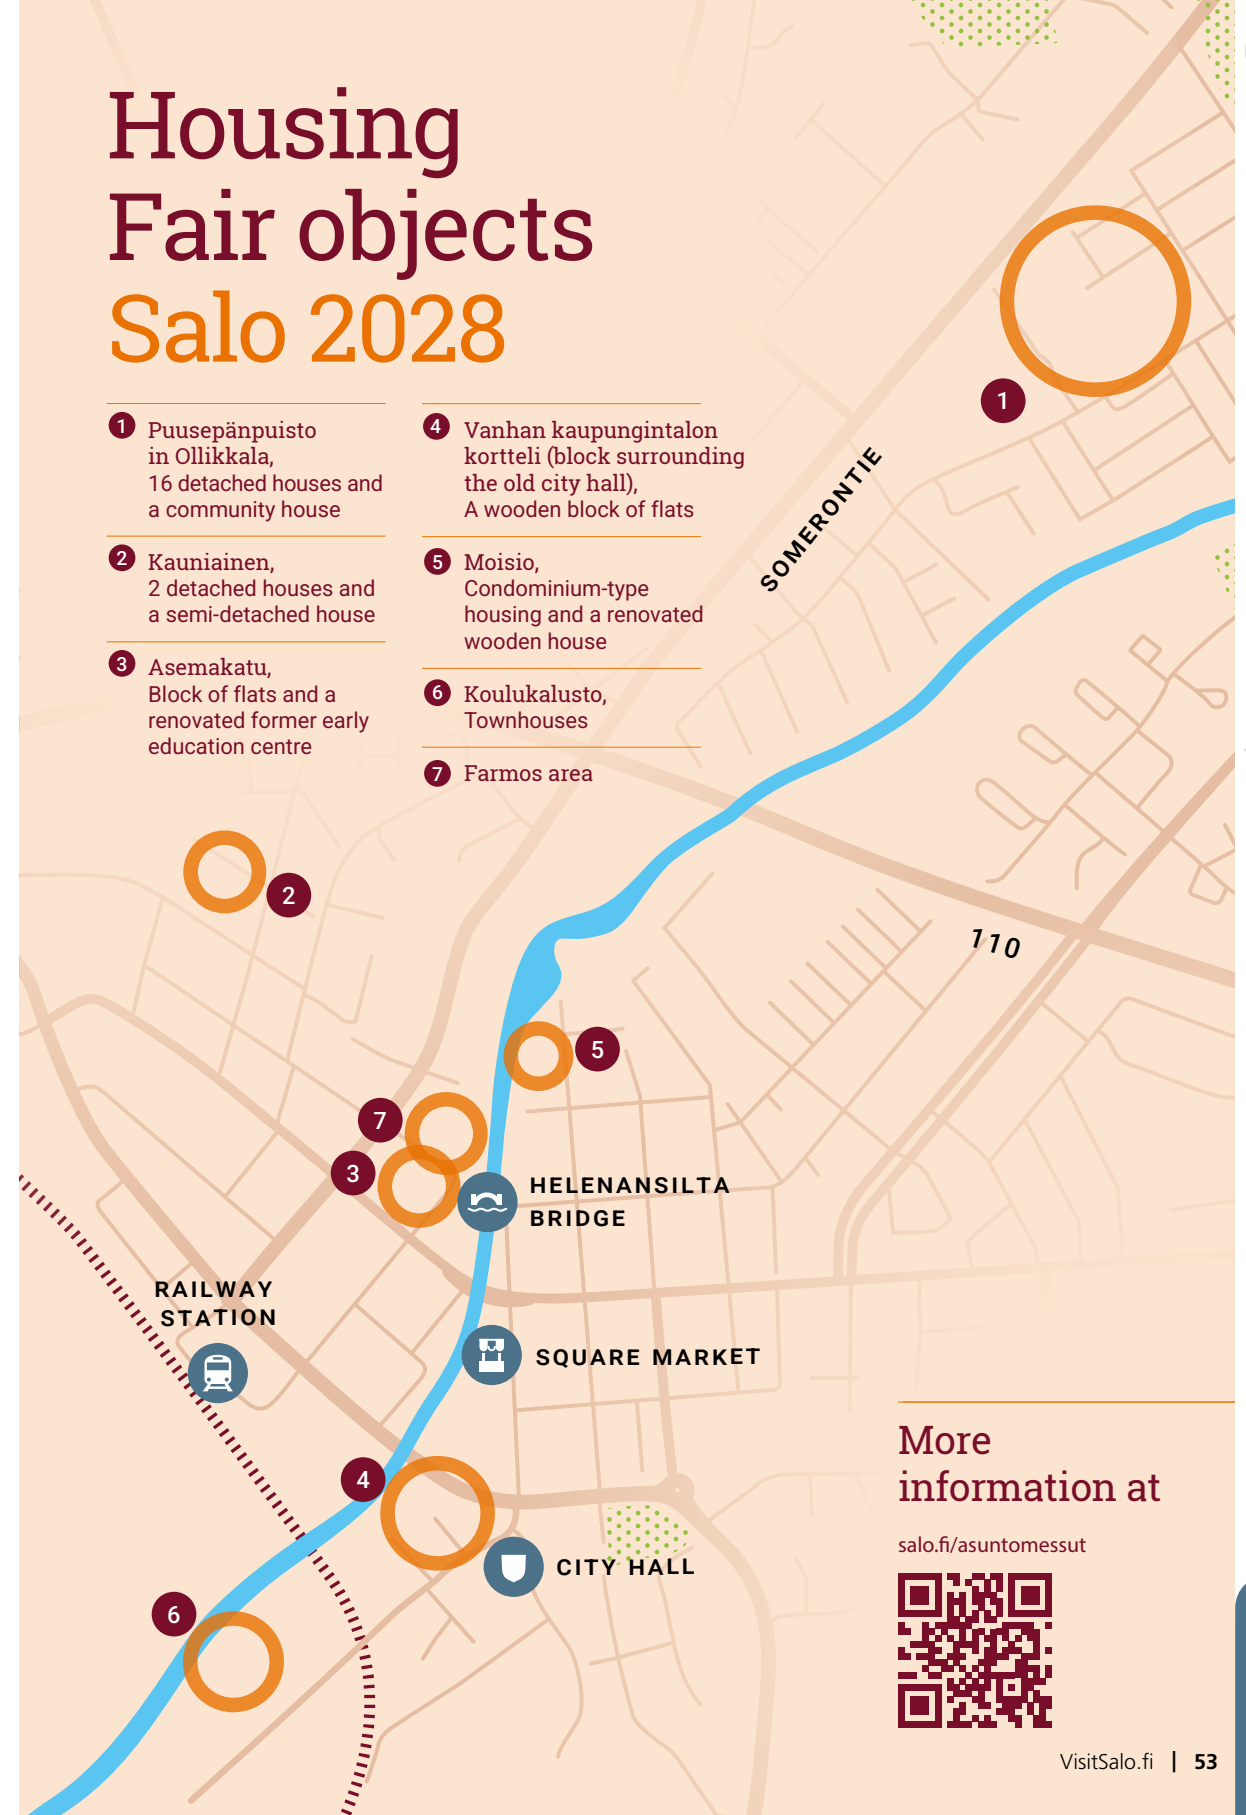 Housing
Fair objects
Salo 2028
1 Puusepänpuisto
in Ollikkala,
16 detached houses and
a community house
2 Kauniainen,
2 detached houses and
a semi-detached house
3 Asemakatu,
Block of flats and a
renovated former early
education centre
4 Vanhan kaupungintalon
kortteli (block surrounding
the old city hall),
A wooden block of flats
5 Moisio,
Condominium-type
housing and a renovated
wooden house
6 Koulukalusto,
Townhouses
7 Farmos area
1
SOMERONTIE
2
110
5
7
3
HELENANSILTA
BRIDGE
RAILWAY
STATION
SQUARE MARKET
4
CITY HALL
6
More
information at
salo.fi/asuntomessut
VisitSalo.fi | 53